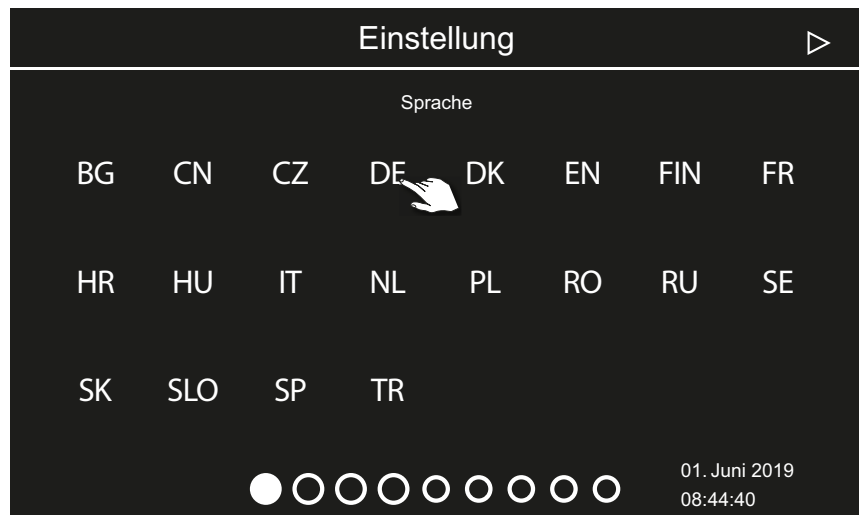 Einstellung
Sprache
BG CN CZ DE DK EN FIN FR
HR HU IT NL PL RO RU SE
SK SLO SP TR
01. Juni 2019
08:44:40